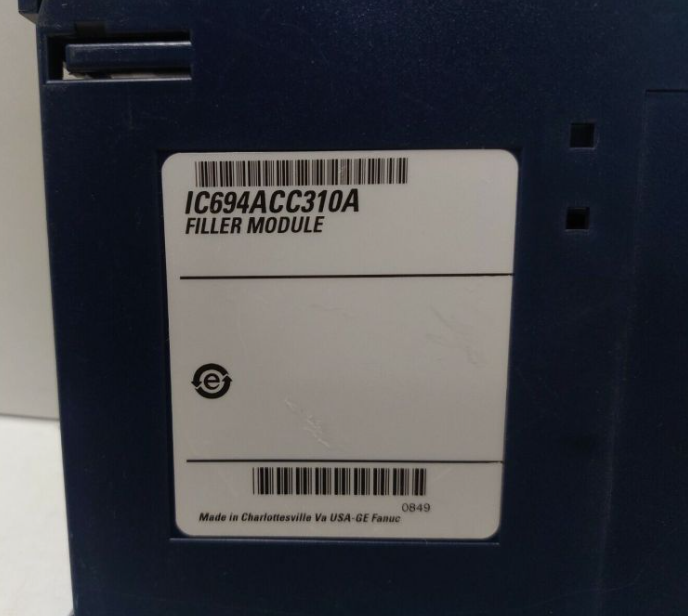 IC694ACC310A
FILLER MODULE
e
0849
Made in Charlottesville Va USA-GE Fanuc